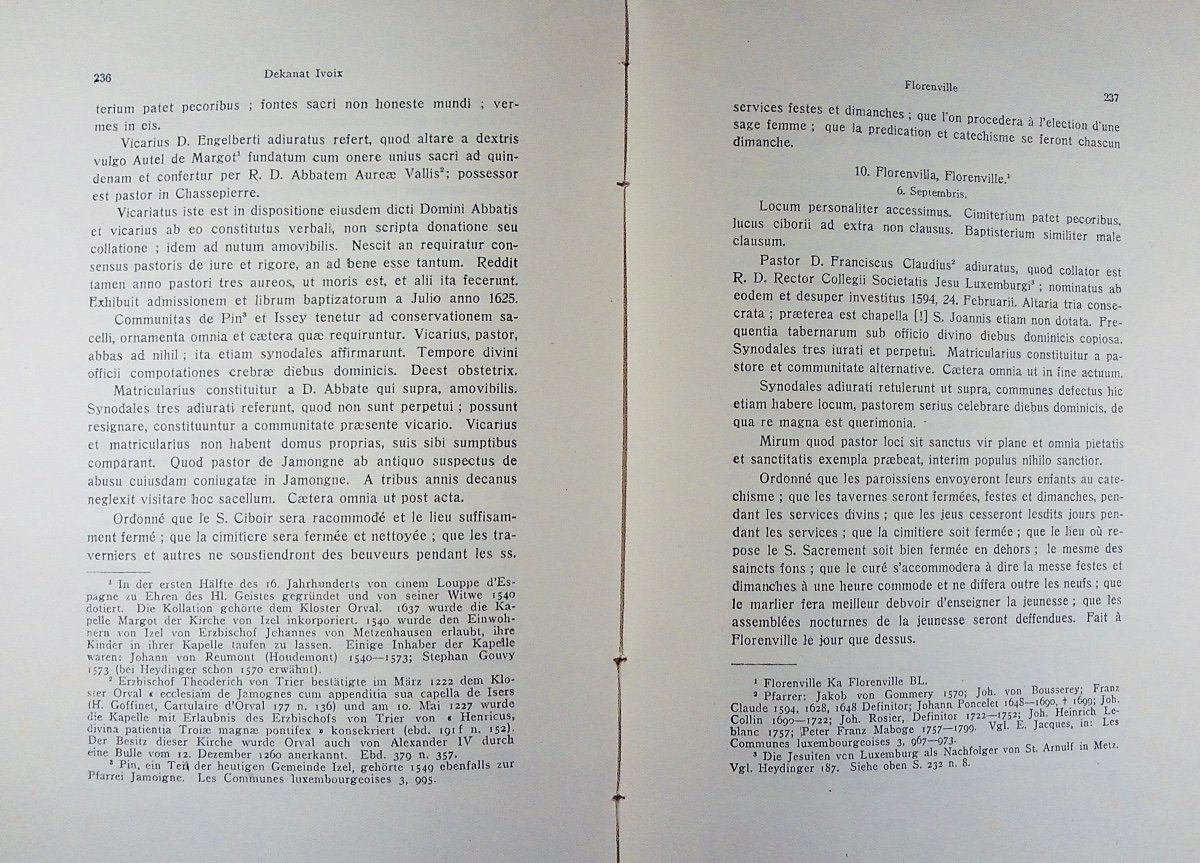 236
Dekanat Ivoix
terium patet pecoribus ; fontes sacri non honeste mundi ; ver-
mes in eis.
Vicarius D. Engelberti adiuratus refert, quod altare a dextris
vulgo Autel de Margot¹ fundatum cum onere unius sacri ad quin-
denam et confertur per R. D. Abbatem Aureæ Vallis²; possessor
est pastor in Chassepierre.
Vicariatus iste est in dispositione eiusdem dicti Domini Abbatis
et vicarius ab eo constitutus verbali, non scripta donatione seu
collatione ; idem ad nutum amovibilis. Nescit an requiratur con-
sensus pastoris de iure et rigore, an ad bene esse tantum. Reddit
tamen anno pastori tres aureos, ut moris est, et alii ita fecerunt.
Exhibuit admissionem et librum baptizatorum a Julio anno 1625.
Communitas de Pin³ et Issey tenetur ad conservationem sa-
celli, ornamenta omnia et cætera quæ requiruntur. Vicarius, pastor,
abbas ad nihil ; ita etiam synodales affirmarunt. Tempore divini
officii compotationes crebræ diebus dominicis. Deest obstetrix.
Matricularius constituitur a D. Abbate qui supra, amovibilis.
Synodales tres adiurati referunt, quod non sunt perpetui ; possunt
resignare, constituuntur a communitate præsente vicario. Vicarius
et matricularius non habent domus proprias, suis sibi sumptibus
comparant. Quod pastor de Jamongne ab antiquo suspectus de
abusu cuiusdam coniugatæ in Jamongne. A tribus annis decanus
neglexit visitare hoc sacellum. Cætera omnia ut post acta.
Ordonné que le S. Ciboir sera racommodé et le lieu suffisam-
ment fermé ; que la cimitiere sera fermée et nettoyée ; que les tra-
verniers et autres ne soustiendront des beuveurs pendant les ss.
¹ In der ersten Hälfte des 16. Jahrhunderts von einem Louppe d'Es-
pagne zu Ehren des Hl. Geistes gegründet und von seiner Witwe 1540
dotiert. Die Kollation gehörte dem Kloster Orval. 1637 wurde die Ka-
pelle Margot der Kirche von Izel inkorporiert. 1540 wurde den Einwoh-
nern von Izel von Erzbischof Johannes von Metzenhausen erlaubt, ihre
Kinder in ihrer Kapelle taufen zu lassen. Einige Inhaber der Kapelle
waren: Johann von Reumont (Houdemont) 1540—1573; Stephan Gouvy
1573 (bei Heydinger schon 1570 erwähnt).
² Erzbischof Theoderich von Trier bestätigte im März 1222 dem Klo-
ster Orval « ecclesiam de Jamognes cum appenditia sua capella de Isers
(H. Goffinet, Cartulaire d'Orval 177 n. 136) und am 10. Mai 1227 wurde
die Kapelle mit Erlaubnis des Erzbischofs von Trier von « Henricus,
divina patientia Troiæ magnæ pontifex » konsekriert (ebd. 191 f n. 152).
Der Besitz dieser Kirche wurde Orval auch von Alexander IV durch
eine Bulle vom 12. Dezember 1260 anerkannt. Ebd. 379 n. 357.
³ Pin, ein Teil der heutigen Gemeinde Izel, gehörte 1549 ebenfalls zur
Pfarrei Jamoigne. Les Communes luxembourgeoises 3, 995.
Florenville
237
services festes et dimanches ; que l'on procedera à l'election d'une
sage femme ; que la predication et catechisme se feront chascun
dimanche.
10. Florenvilla, Florenville.¹
6. Septembris.
Locum personaliter accessimus. Cimiterium patet pecoribus,
lucus ciborii ad extra non clausus. Baptisterium similiter male
clausum.
Pastor D. Franciscus Claudius² adiuratus, quod collator est
R. D. Rector Collegii Societatis Jesu Luxemburgi³ ; nominatus ab
eodem et desuper investitus 1594, 24. Februarii. Altaria tria conse-
crata ; præterea est chapella [!] S. Joannis etiam non dotata. Fre-
quentia tabernarum sub officio divino diebus dominicis copiosa.
Synodales tres iurati et perpetui. Matricularius constituitur a pa-
store et communitate alternative. Cætera omnia ut in fine actuum.
Synodales adiurati retulerunt ut supra, communes defectus hic
etiam habere locum, pastorem serius celebrare diebus dominicis, de
qua re magna est querimonia.
Mirum quod pastor loci sit sanctus vir plane et omnia pietatis
et sanctitatis exempla præbeat, interim populus nihilo sanctior.
Ordonné que les paroissiens envoyeront leurs enfants au cate-
chisme ; que les tavernes seront fermées, festes et dimanches, pen-
dant les services divins ; que les jeus cesseront lesdits jours pen-
dant les services ; que la cimitiere soit fermée ; que le lieu où re-
pose le S. Sacrement soit bien fermée en dehors ; le mesme des
saincts fons ; que le curé s'accommodera à dire la messe festes et
dimanches à une heure commode et ne differa outre les neufs ; que
le marlier fera meilleur debvoir d'enseigner la jeunesse ; que les
assemblées nocturnes de la jeunesse seront deffendues. Fait à
Florenville le jour que dessus.
¹ Florenville Ka Florenville BL.
² Pfarrer: Jakob von Gommery 1570; Joh. von Bousserey; Franz
Claude 1594, 1628, 1648 Definitor; Johann Poncelet 1648—1690, † 1699; Joh.
Collin 1690—1722; Joh. Rosier, Definitor 1722—1752; Joh. Heinrich Le-
blanc 1757; Peter Franz Maboge 1757—1799. Vgl. E. Jacques, in: Les
Communes luxembourgeoises 3, 967—973.
³ Die Jesuiten von Luxemburg als Nachfolger von St. Arnulf in Metz.
Vgl. Heydinger 187. Siehe oben S. 232 n. 8.